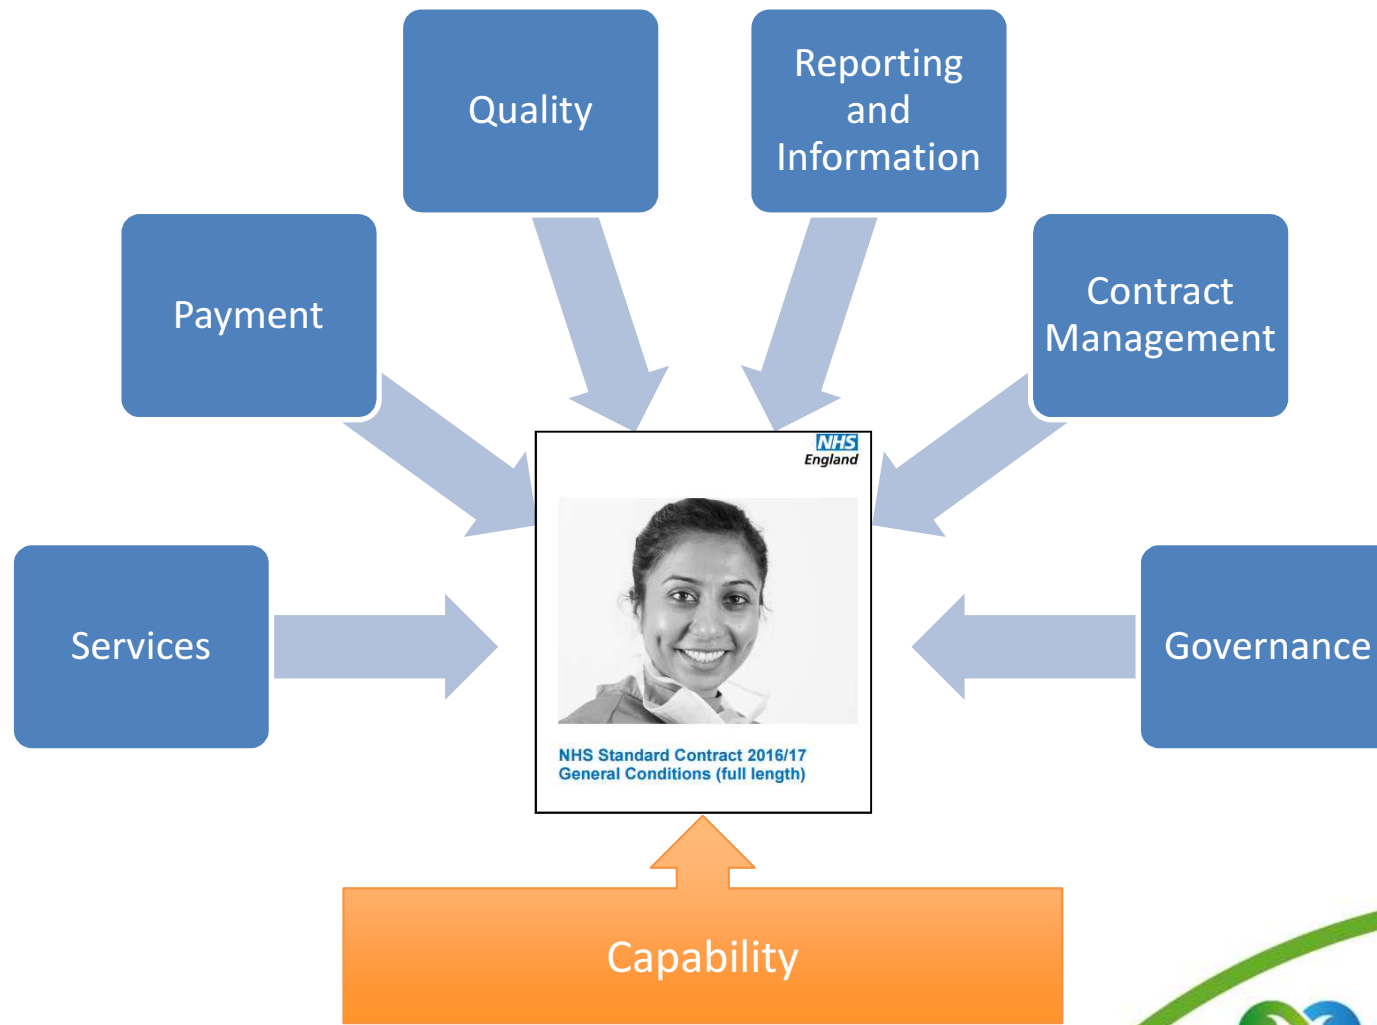 Quality
Reporting
and
Information
Payment
Contract
Management
NHS
England
Services
Governance
NHS Standard Contract 2016/17
General Conditions (full length)
Capability